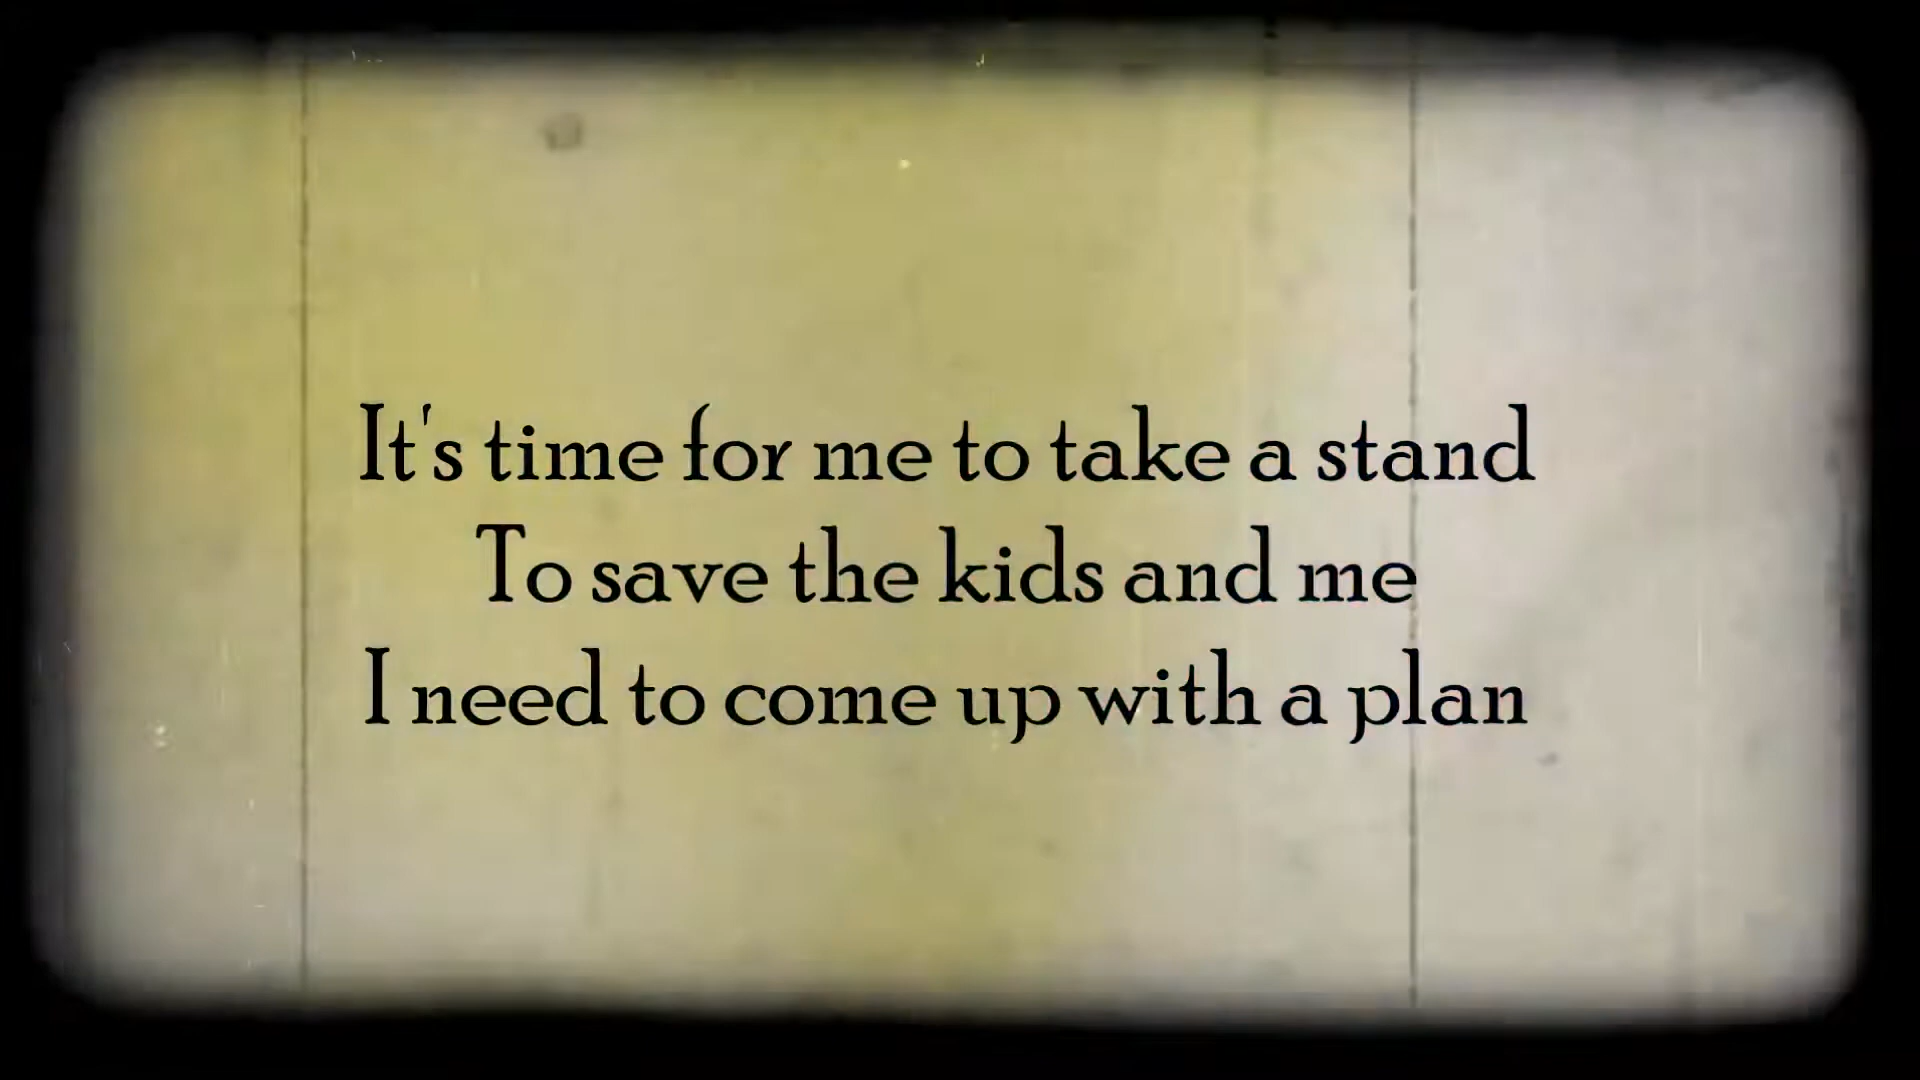 It's time for me to take a stand
To save the kids and me
I need to come up with a plan